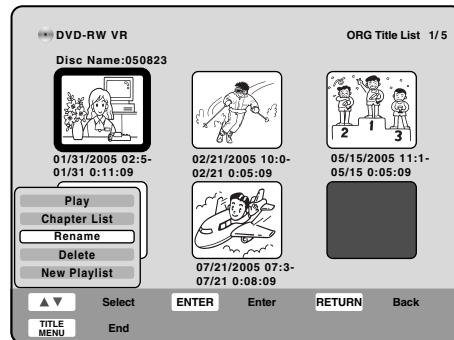 DVD-RW VR ORG Title List 1/5
Disc Name:050823
2 1 3
01/31/2005 02:5- 02/21/2005 10:0- 05/15/2005 11:1-
01/31 0:11:09 02/21 0:05:09 05/15 0:05:09
Play
Chapter List
Rename
Delete
New Playlist
07/21/2005 07:3-
07/21 0:08:09
▲▼ Select ENTER Enter RETURN Back
TITLE MENU End